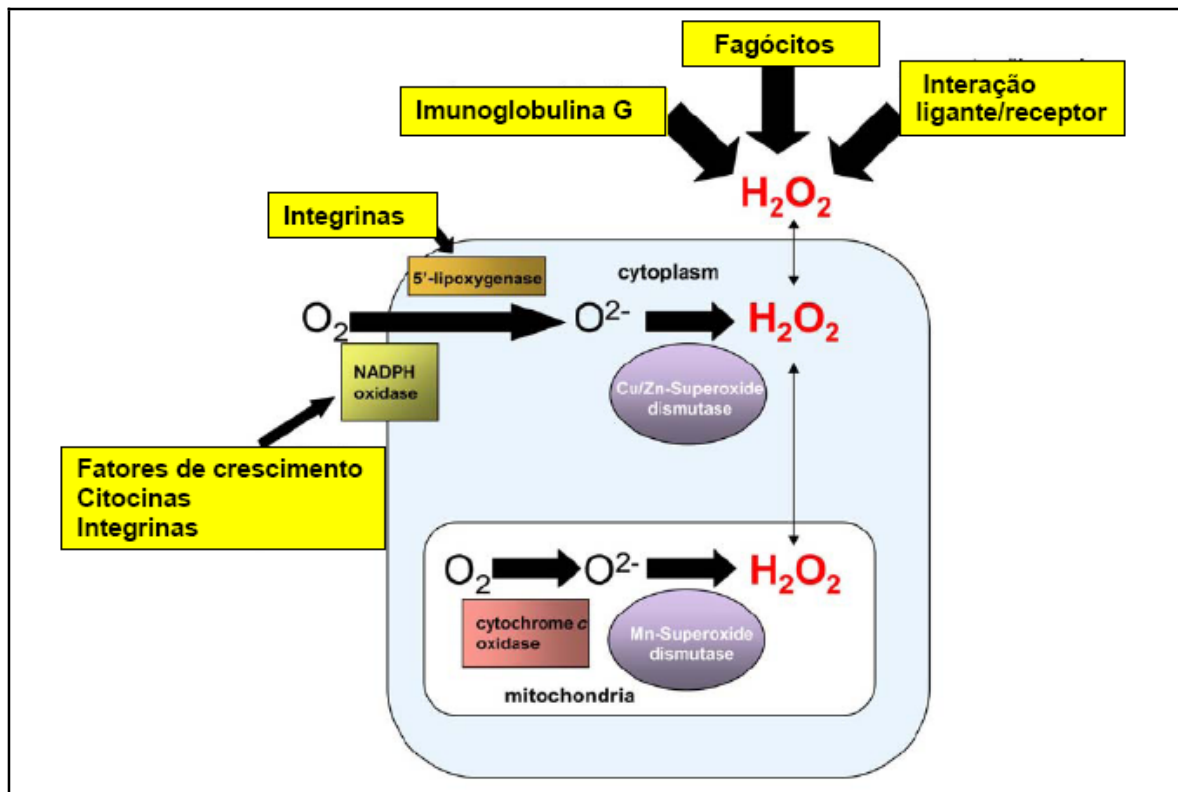 Fagócitos
Imunoglobulina G
Interação
ligante/receptor
H₂O₂
Integrinas
5'-lipoxygenase
cytoplasm
O₂
O²⁻
H₂O₂
NADPH
oxidase
Cu/Zn-Superoxide
dismutase
Fatores de crescimento
Citocinas
Integrinas
O₂
O²⁻
H₂O₂
cytochrome c
oxidase
Mn-Superoxide
dismutase
mitochondria